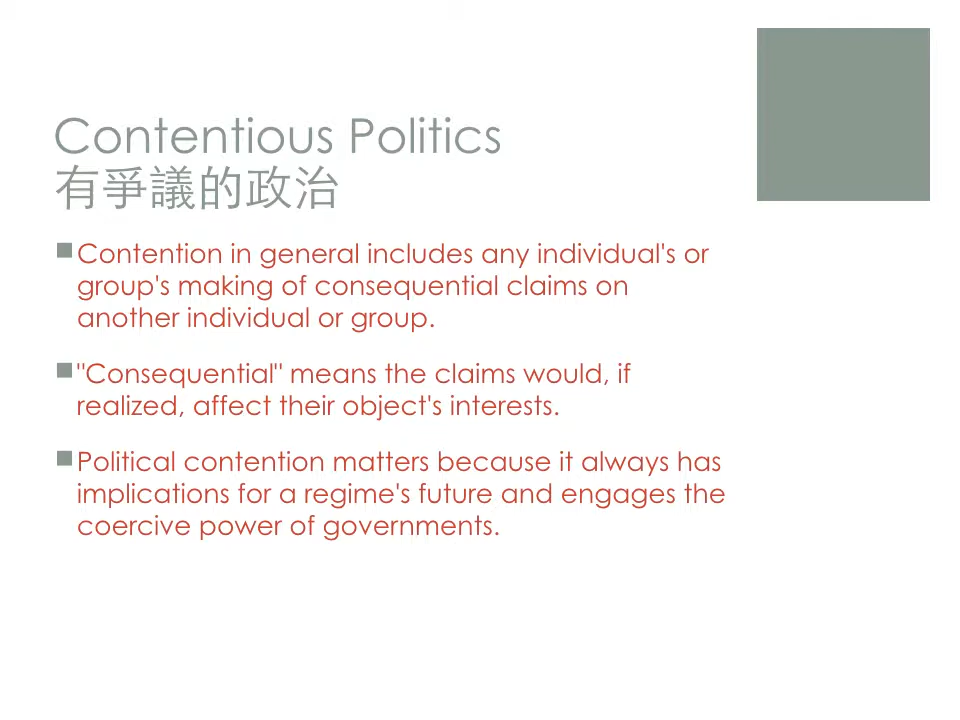 Contentious Politics
有爭議的政治
Contention in general includes any individual's or
group's making of consequential claims on
another individual or group.
"Consequential" means the claims would, if
realized, affect their object's interests.
Political contention matters because it always has
implications for a regime's future and engages the
coercive power of governments.